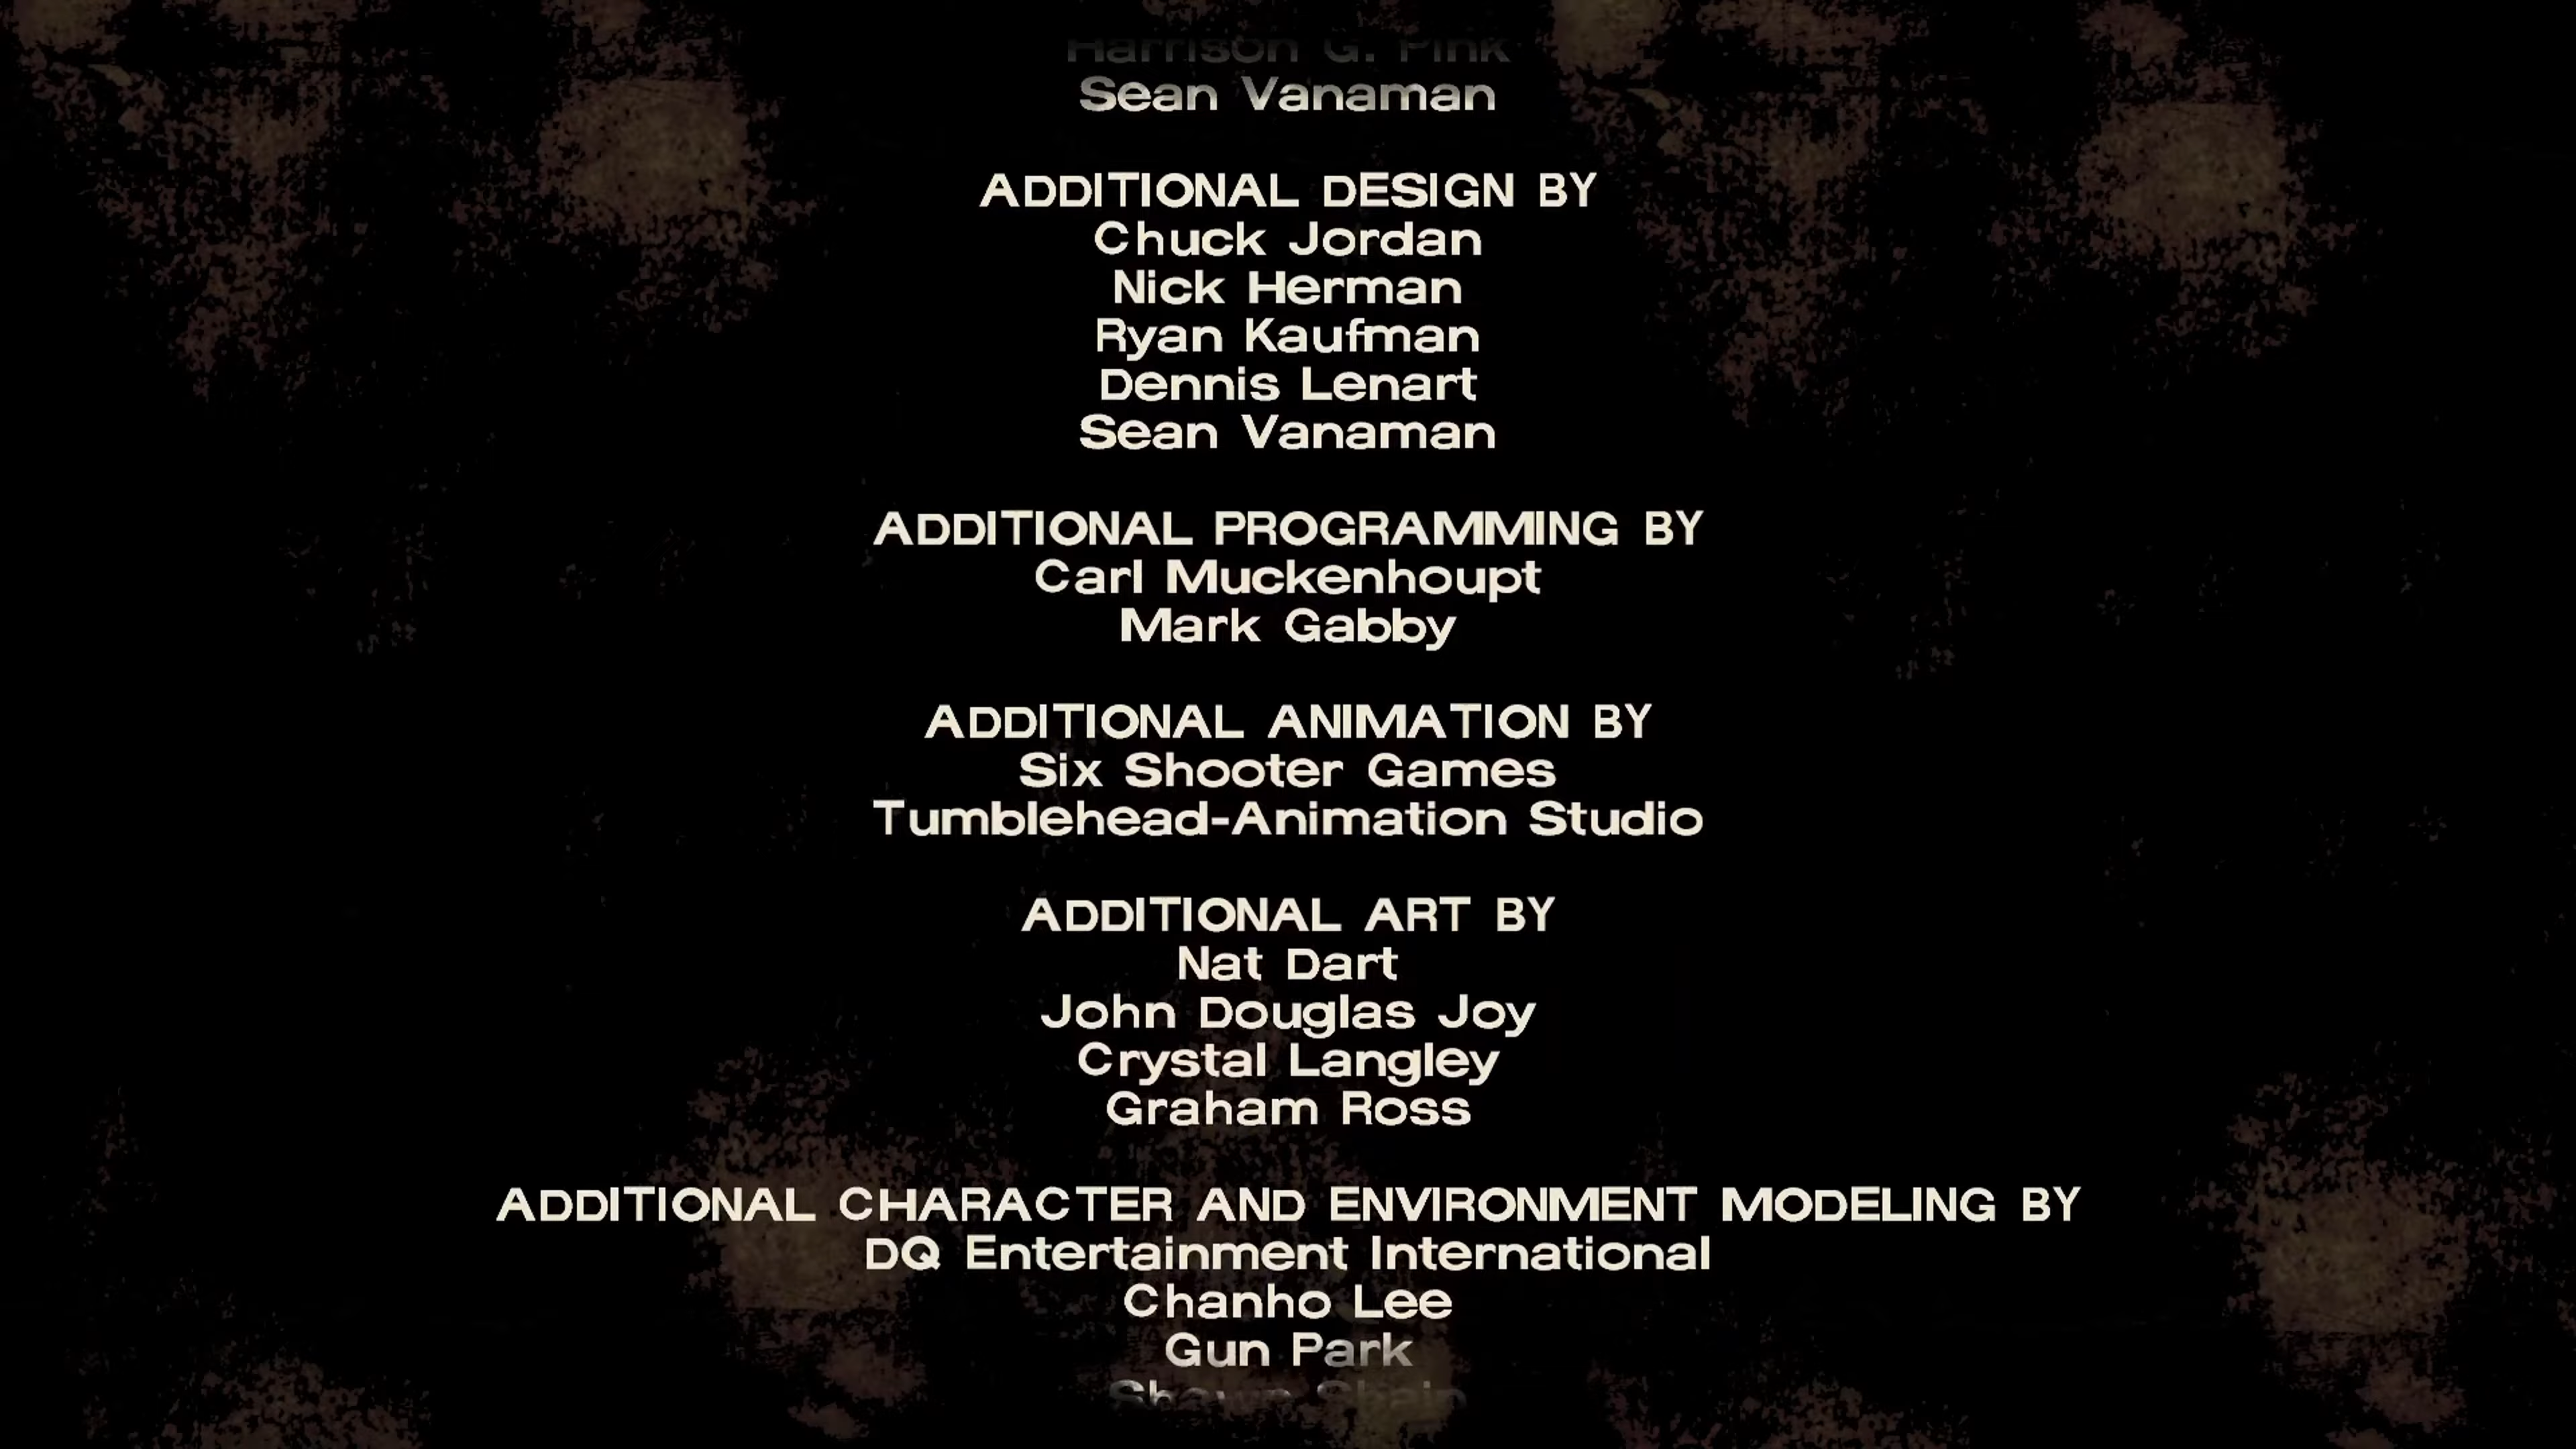 Harrison G. Pink
Sean Vanaman
ADDITIONAL DESIGN BY
Chuck Jordan
Nick Herman
Ryan Kaufman
Dennis Lenart
Sean Vanaman
ADDITIONAL PROGRAMMING BY
Carl Muckenhoupt
Mark Gabby
ADDITIONAL ANIMATION BY
Six Shooter Games
Tumblehead-Animation Studio
ADDITIONAL ART BY
Nat Dart
John Douglas Joy
Crystal Langley
Graham Ross
ADDITIONAL CHARACTER AND ENVIRONMENT MODELING BY
DQ Entertainment International
Chanho Lee
Gun Park